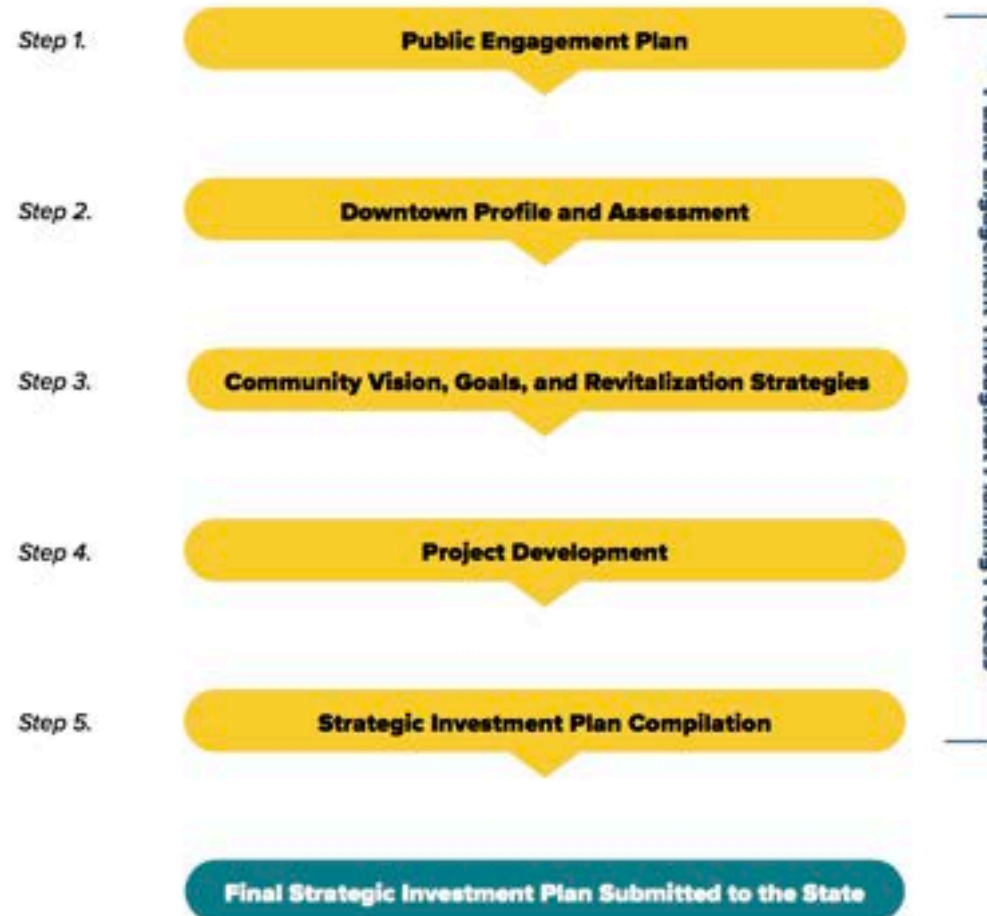 Step 1.
Public Engagement Plan
Step 2.
Downtown Profile and Assessment
Step 3.
Community Vision, Goals, and Revitalization Strategies
Step 4.
Project Development
Step 5.
Strategic Investment Plan Compilation
Final Strategic Investment Plan Submitted to the State